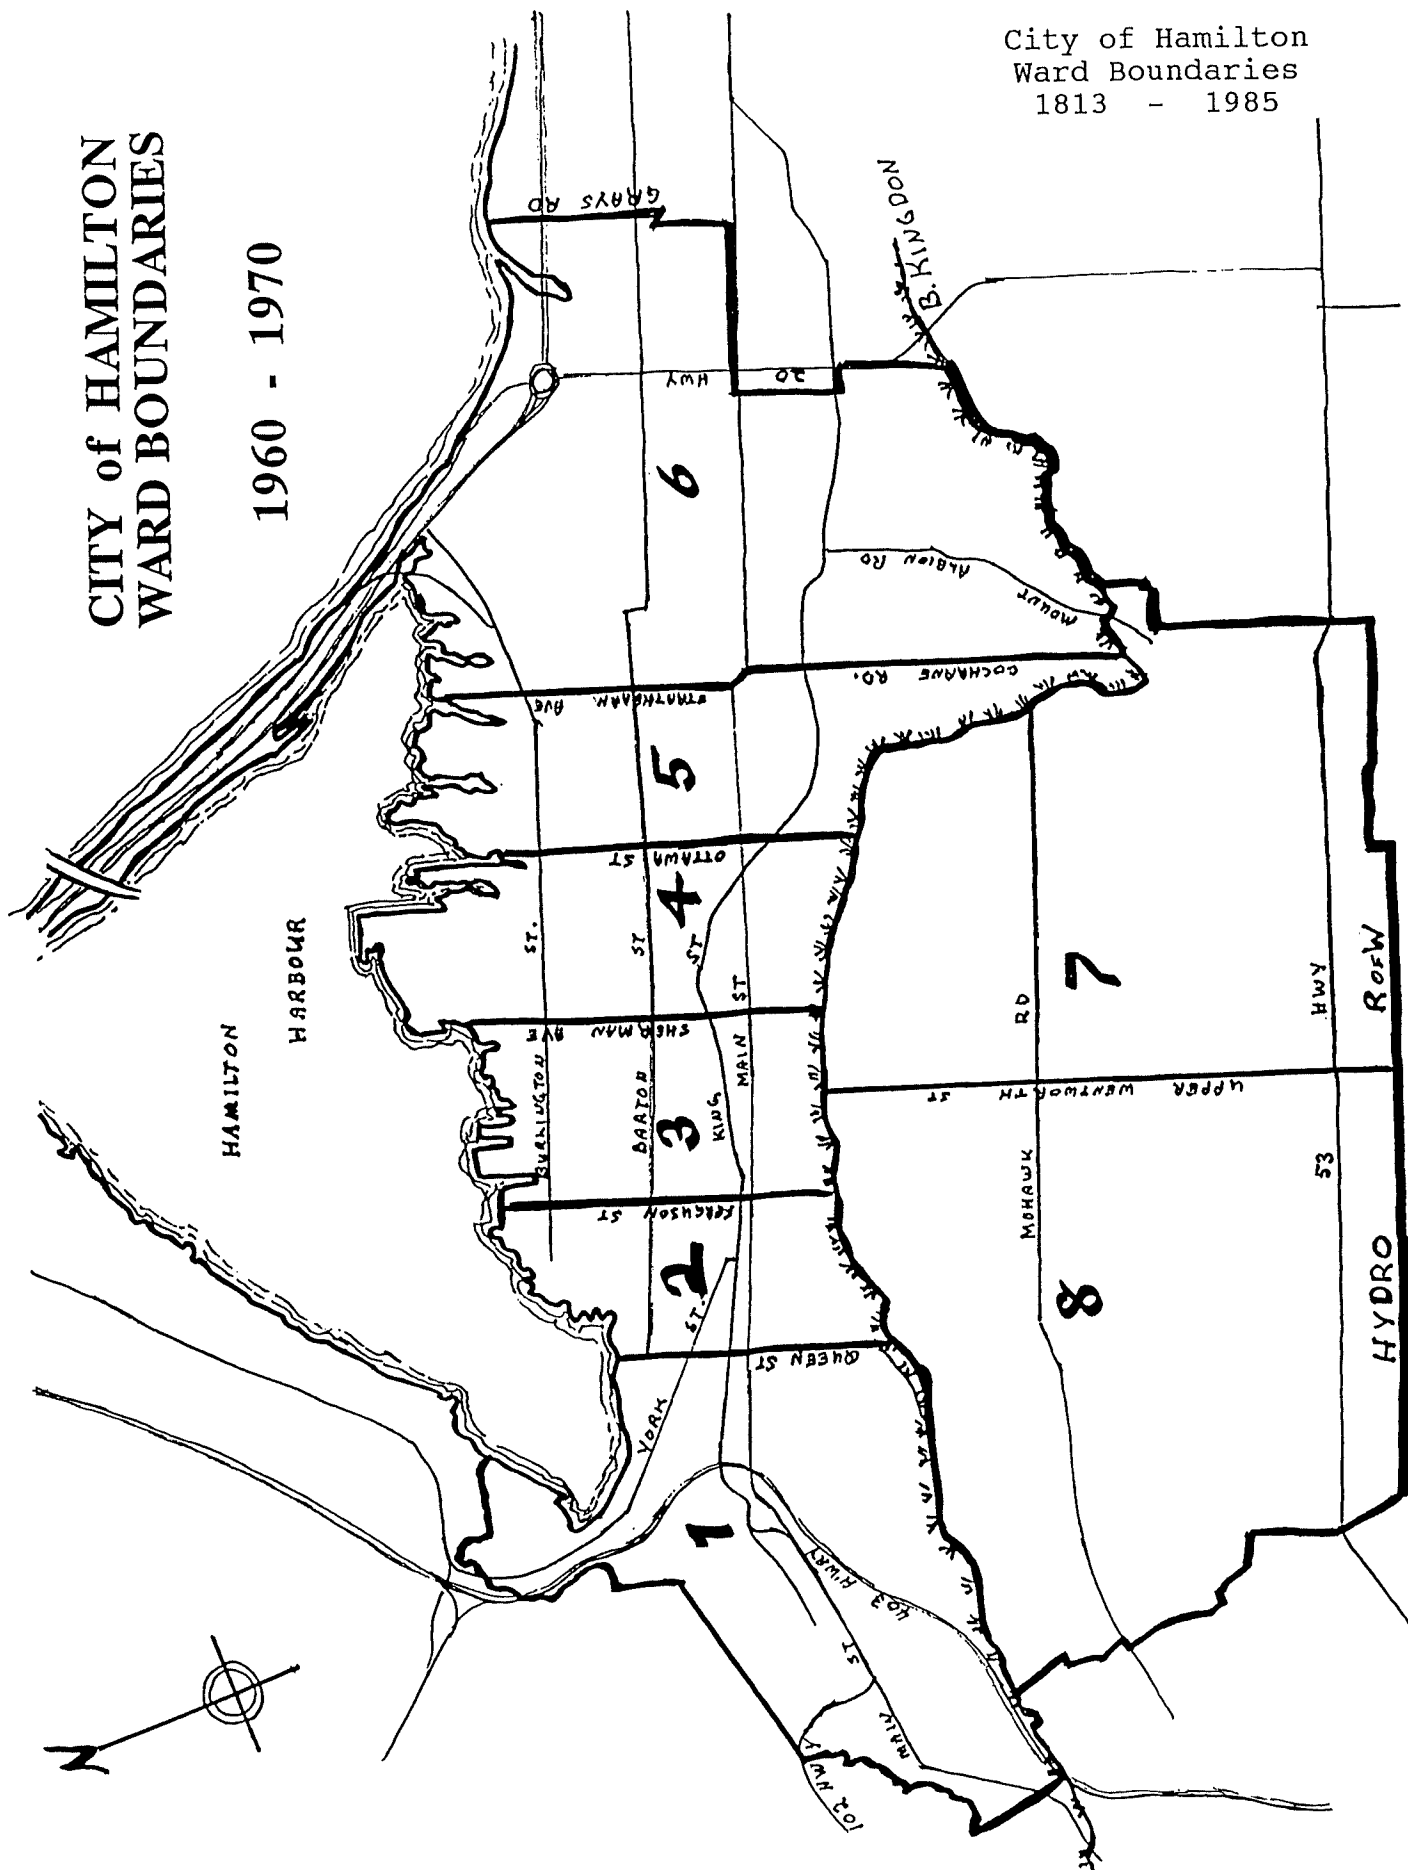 City of Hamilton
Ward Boundaries
1813 - 1985
CITY of HAMILTON
WARD BOUNDARIES
1960 - 1970
N
HAMILTON
HARBOUR
GRAYS RD
B. KINGDON
HWY 20
6
MOUNT ALBION RD
STRATHEARN AVE
COCHRANE RD.
5
OTTAWA ST
4
SHERMAN AVE
BURLINGTON ST.
BARTON ST
KING ST
MAIN ST
3
FERGUSON ST
2
YORK ST.
QUEEN ST
1
MAIN ST
HWRY 403
102 HWY
7
MOHAWK RD
UPPER WENTWORTH ST
8
53 HWY
HYDRO R OF W